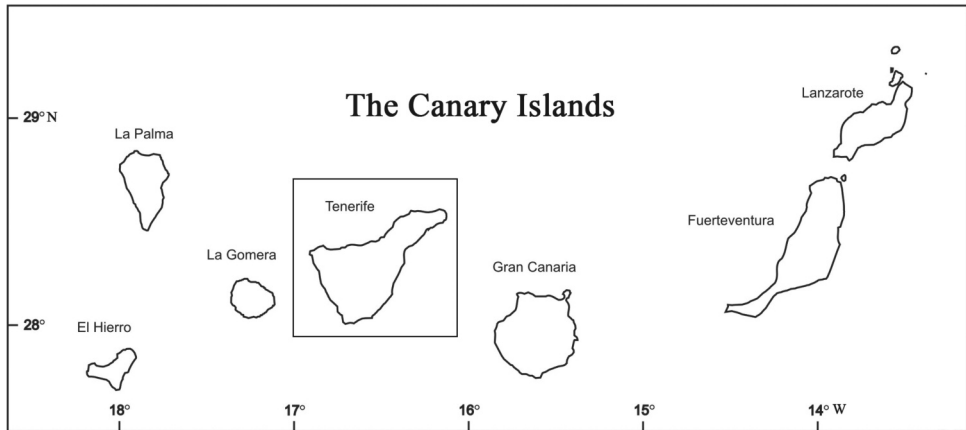 Lanzarote
The Canary Islands
29° N
La Palma
Tenerife
Fuerteventura
La Gomera
Gran Canaria
28°
El Hierro
18° 17° 16° 15° 14° W